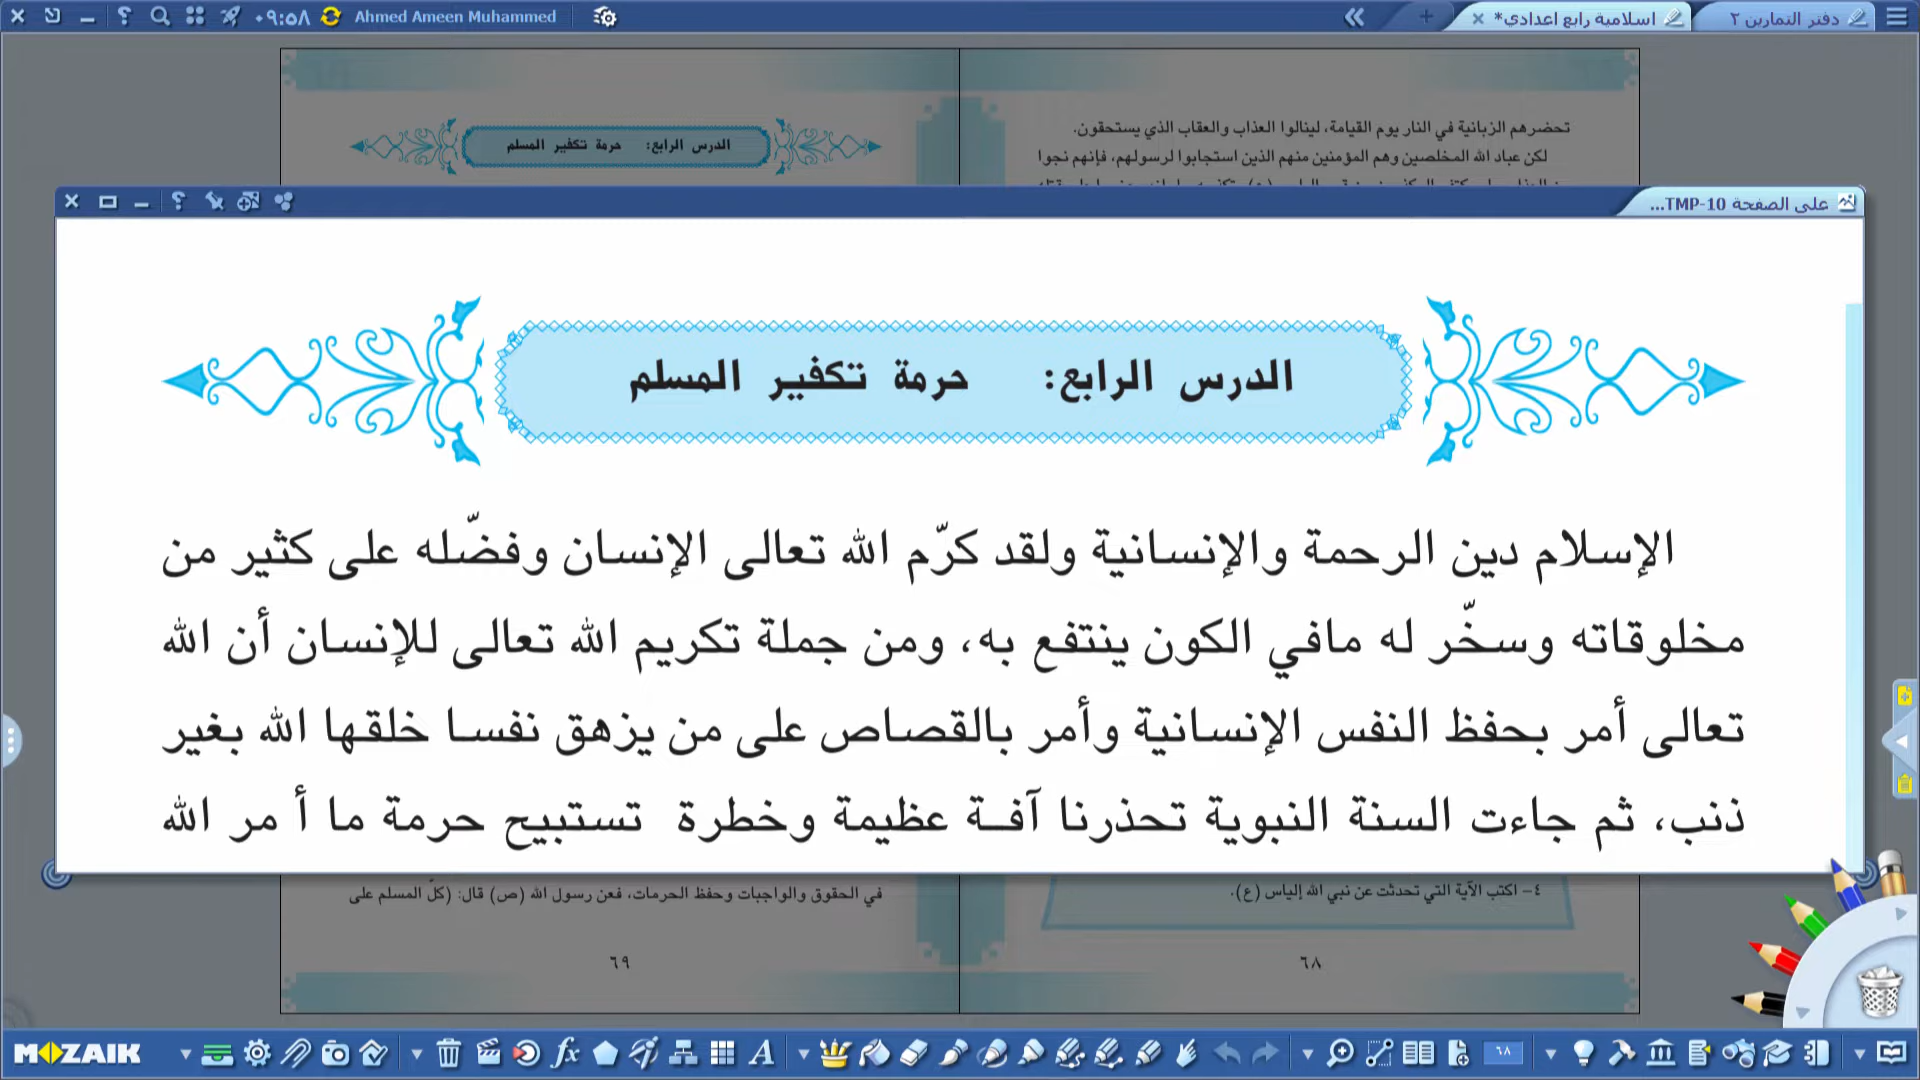 دفتر التمارين ٢
اسلامية رابع اعدادي*
Ahmed Ameen Muhammed
٠٩:٥٨
تحضرهم الزبانية في النار يوم القيامة، لينالوا العذاب والعقاب الذي يستحقون.
لكن عباد الله المخلصين وهم المؤمنين منهم الذين استجابوا لرسولهم، فإنهم نجوا
الدرس الرابع: حرمة تكفير المسلم
على الصفحة TMP-10...
الدرس الرابع: حرمة تكفير المسلم
الإسلام دين الرحمة والإنسانية ولقد كرّم الله تعالى الإنسان وفضّله على كثير من
مخلوقاته وسخّر له مافي الكون ينتفع به، ومن جملة تكريم الله تعالى للإنسان أن الله
تعالى أمر بحفظ النفس الإنسانية وأمر بالقصاص على من يزهق نفسا خلقها الله بغير
ذنب، ثم جاءت السنة النبوية تحذرنا آفة عظيمة وخطرة تستبيح حرمة ما أ مر الله
٤- اكتب الآية التي تحدثت عن نبي الله إلياس (ع).
٦٨
في الحقوق والواجبات وحفظ الحرمات، فعن رسول الله (ص) قال: (كلّ المسلم على
٦٩
MOZAIK
٦٨